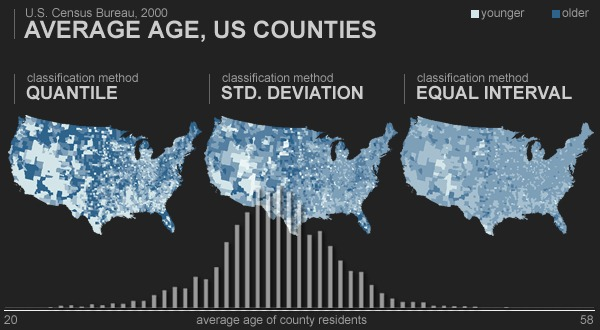 U.S. Census Bureau, 2000
AVERAGE AGE, US COUNTIES
younger
older
classification method
QUANTILE
classification method
STD. DEVIATION
classification method
EQUAL INTERVAL
20
average age of county residents
58